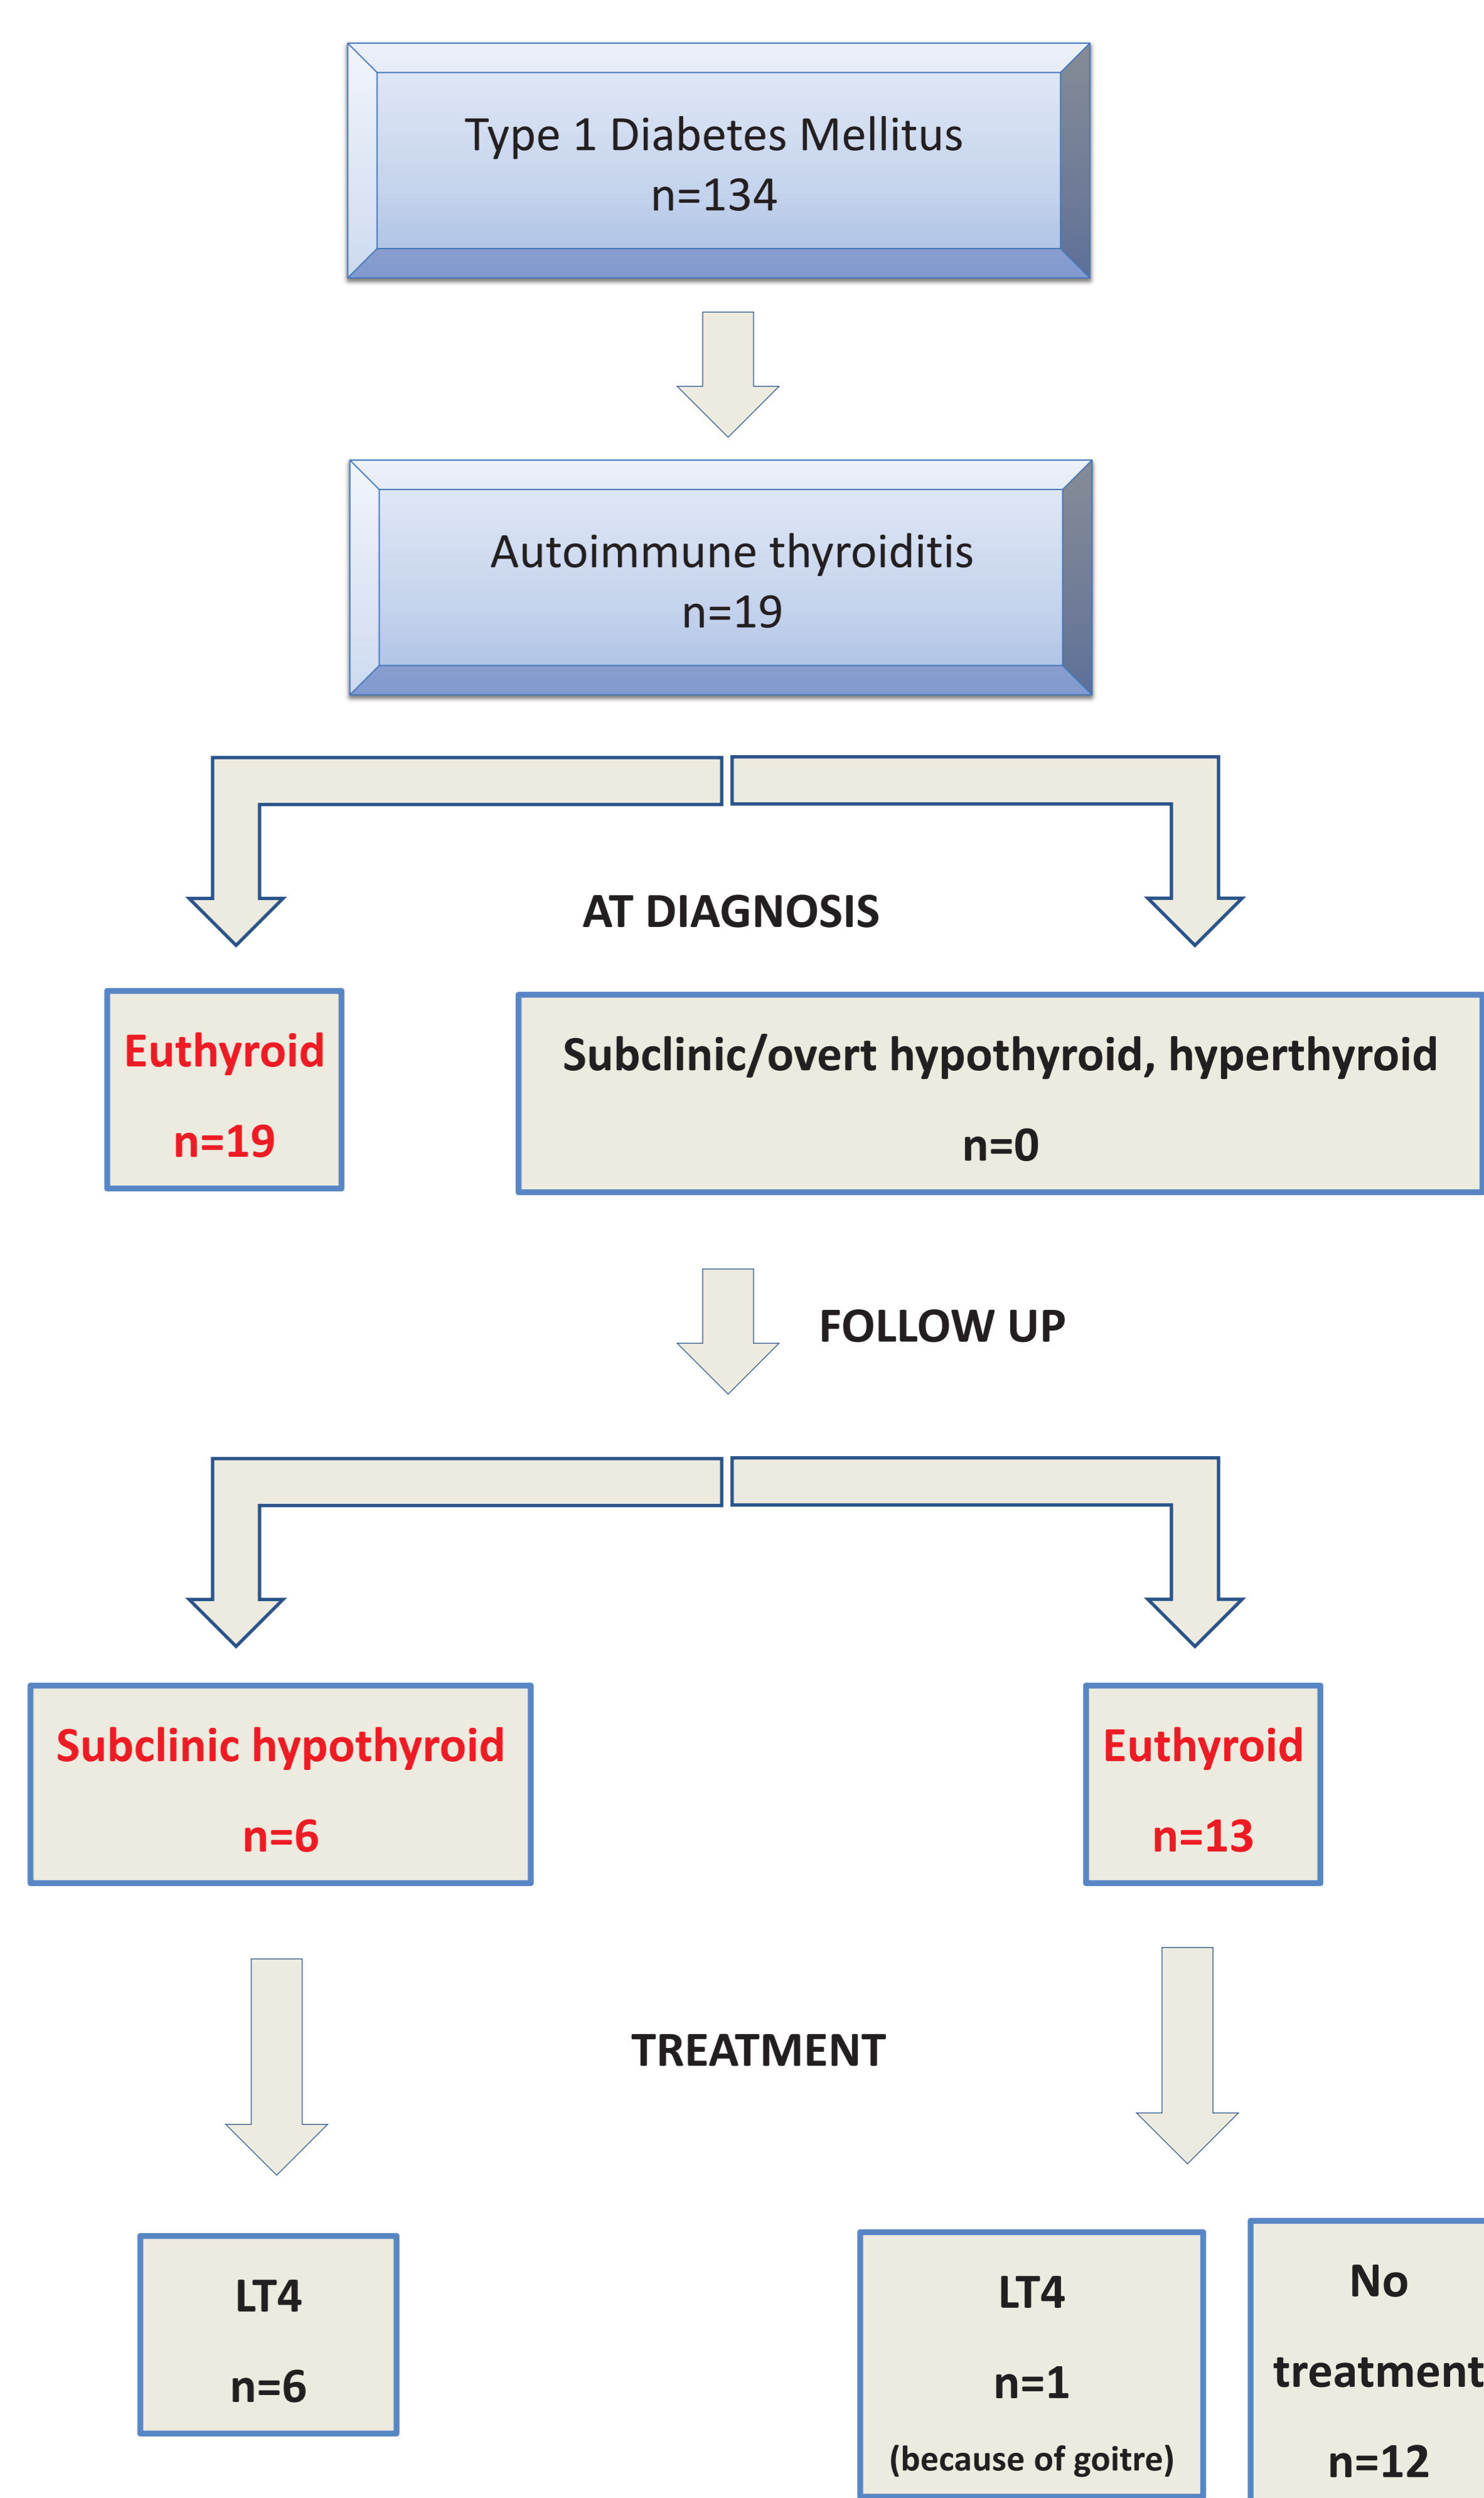 Type 1 Diabetes Mellitus
n=134
Autoimmune thyroiditis
n=19
AT DIAGNOSIS
Euthyroid
n=19
Subclinic/overt hypothyroid, hyperthyroid
n=0
FOLLOW UP
Subclinic hypothyroid
n=6
Euthyroid
n=13
TREATMENT
LT4
n=6
LT4
n=1
(because of goitre)
No
treatment
n=12